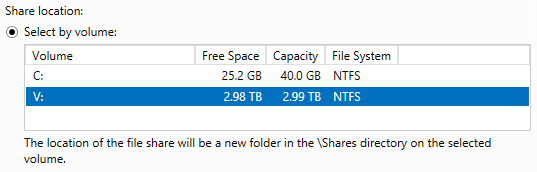 Share location:
Select by volume:
Volume Free Space Capacity File System
C: 25.2 GB 40.0 GB NTFS
V: 2.98 TB 2.99 TB NTFS
The location of the file share will be a new folder in the \Shares directory on the selected
volume.